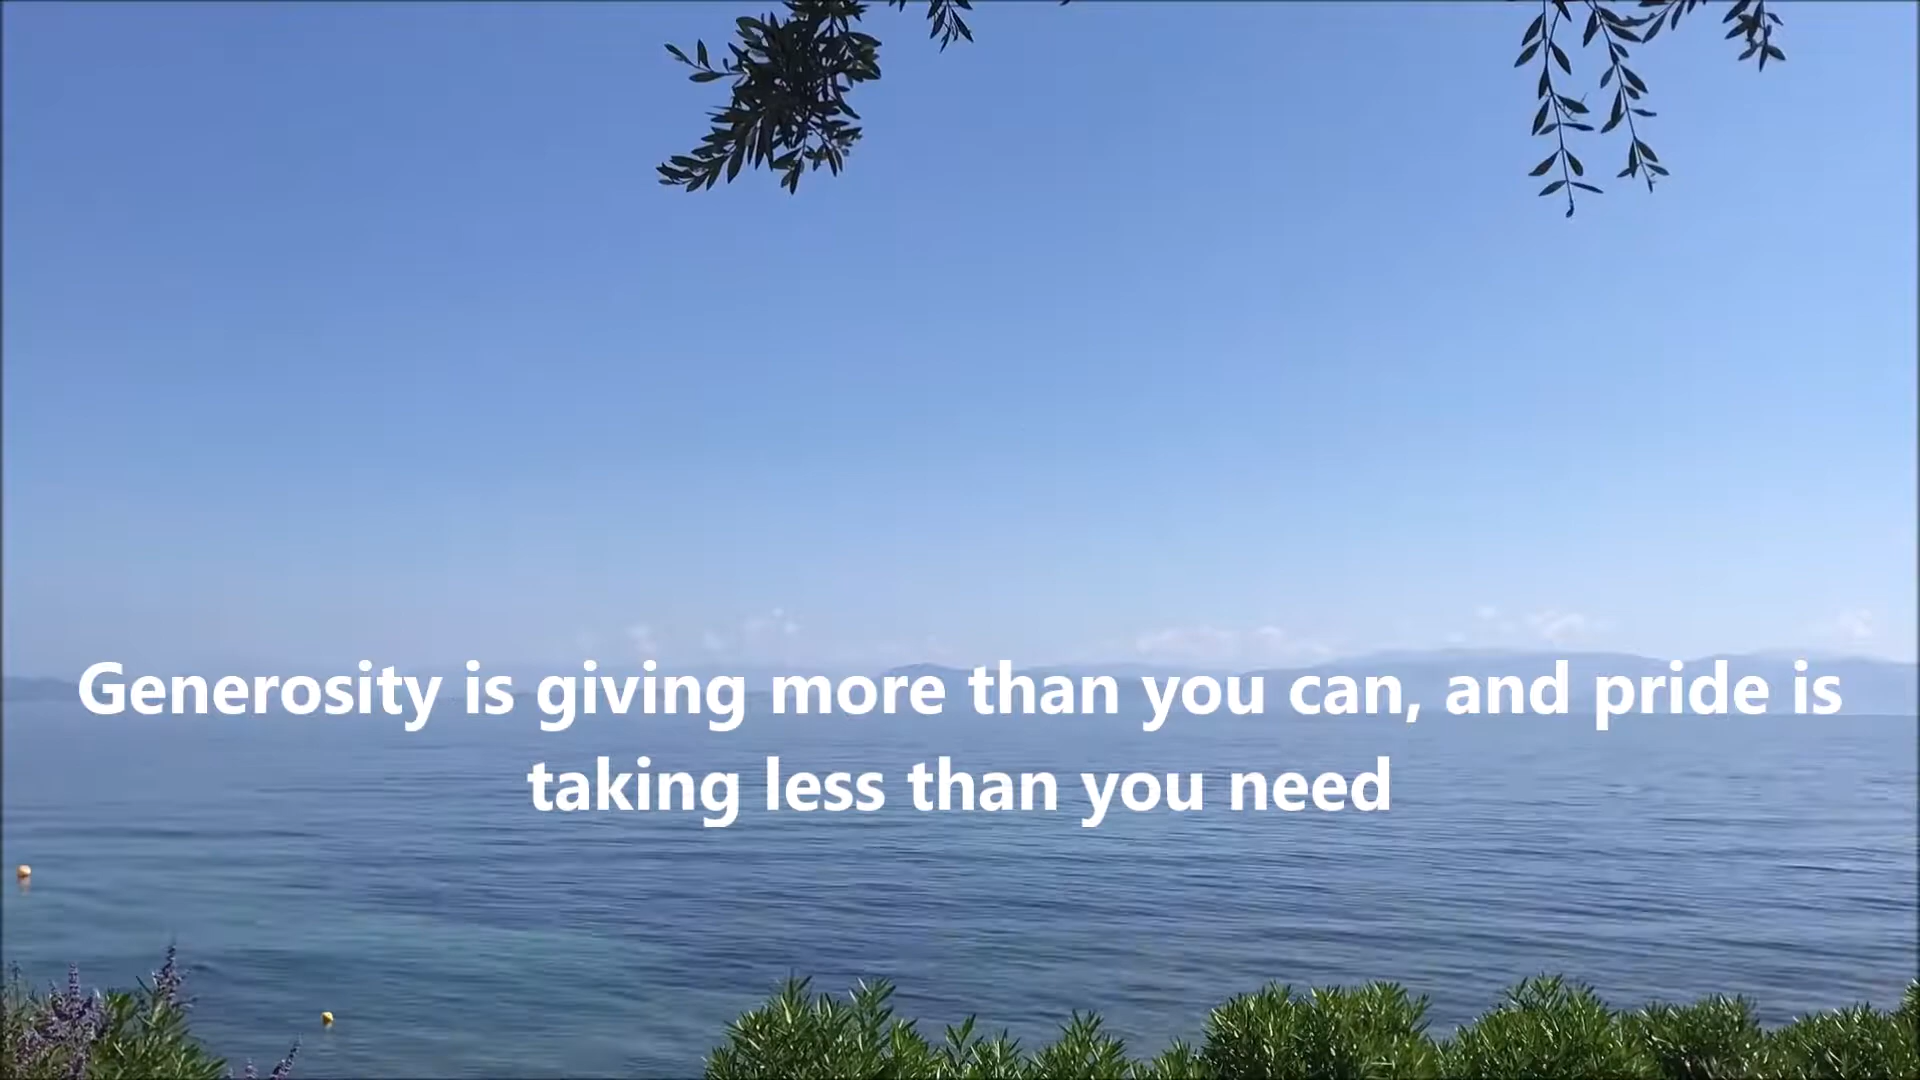 Generosity is giving more than you can, and pride is
taking less than you need